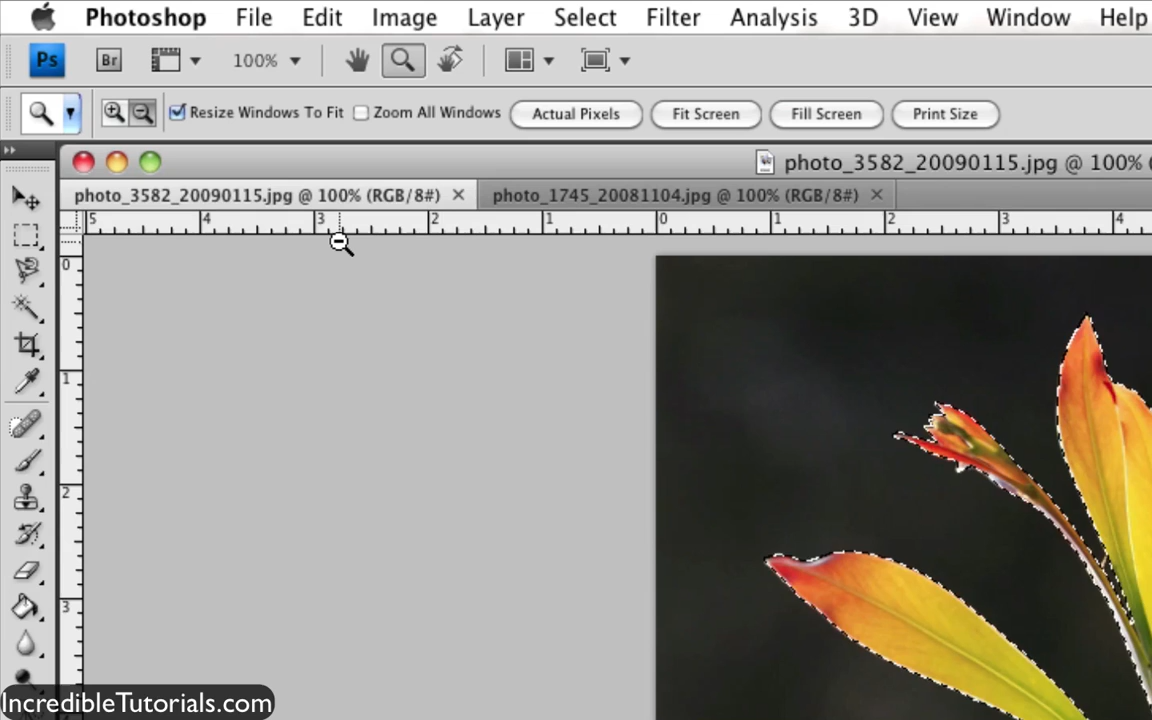 Photoshop File Edit Image Layer Select Filter Analysis 3D View Window Help
Ps Br 100%
Resize Windows To Fit Zoom All Windows Actual Pixels Fit Screen Fill Screen Print Size
photo_3582_20090115.jpg @ 100% (
photo_3582_20090115.jpg @ 100% (RGB/8#) photo_1745_20081104.jpg @ 100% (RGB/8#)
5 4 3 2 1 0 1 2 3 4
0
1
2
3
IncredibleTutorials.com